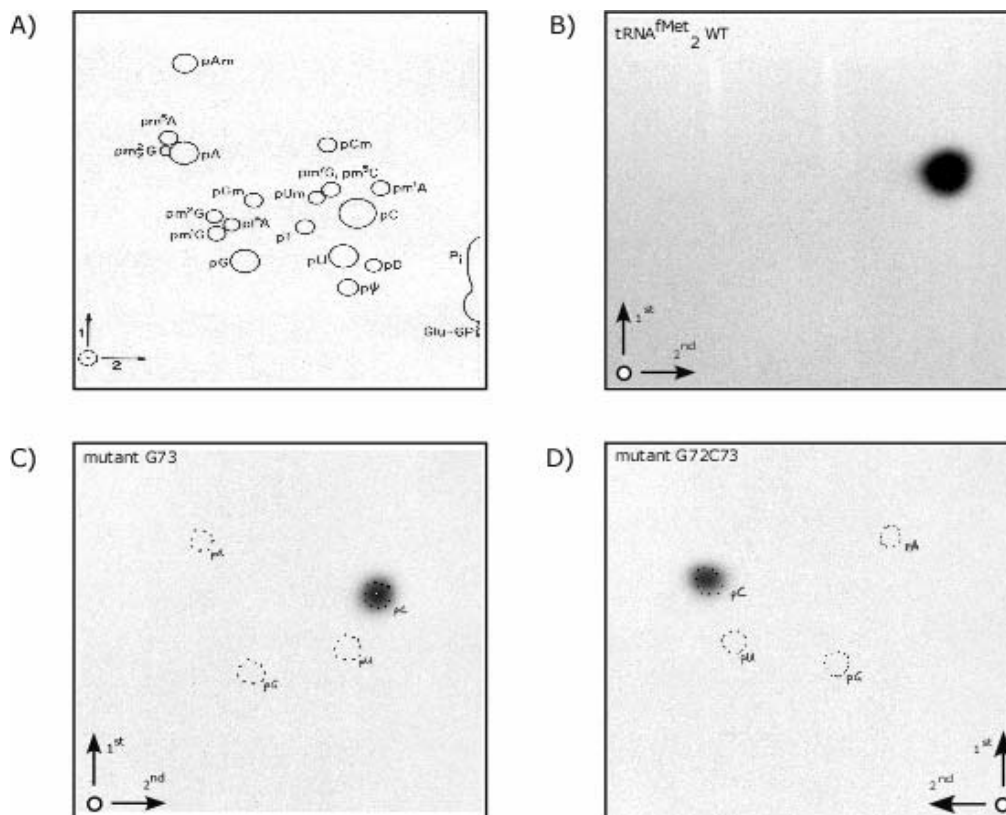 A)
pAm
pm⁶A
pm⁶₂G
pA
pCm
pm⁷G, pm⁵C
pm¹A
pGm
pUm
pC
pm²G
pi⁶A
pm¹G
pT
pG
pU
pD
pΨ
Pi
Glu-GP
1
2
B)
tRNAfMet2 WT
1st
2nd
C)
mutant G73
pA
pC
pU
pG
1st
2nd
D)
mutant G72C73
pA
pC
pU
pG
1st
2nd